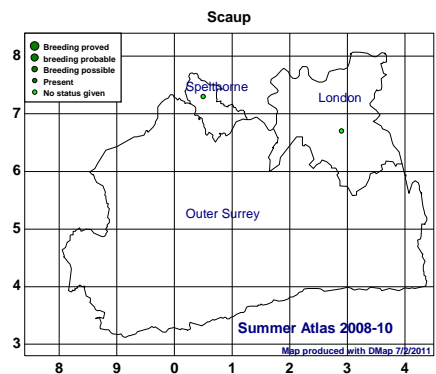 Scaup
Breeding proved
breeding probable
Breeding possible
Present
No status given
8
7
6
5
4
3
Spelthorne
London
Outer Surrey
Summer Atlas 2008-10
Map produced with DMap 7/2/2011
8 9 0 1 2 3 4